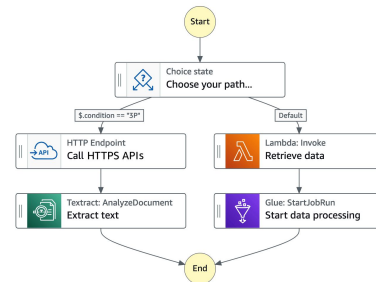 Start
Choice state
Choose your path...
$.condition == "3P"
Default
API
HTTP Endpoint
Call HTTPS APIs
Lambda: Invoke
Retrieve data
Textract: AnalyzeDocument
Extract text
Glue: StartJobRun
Start data processing
End